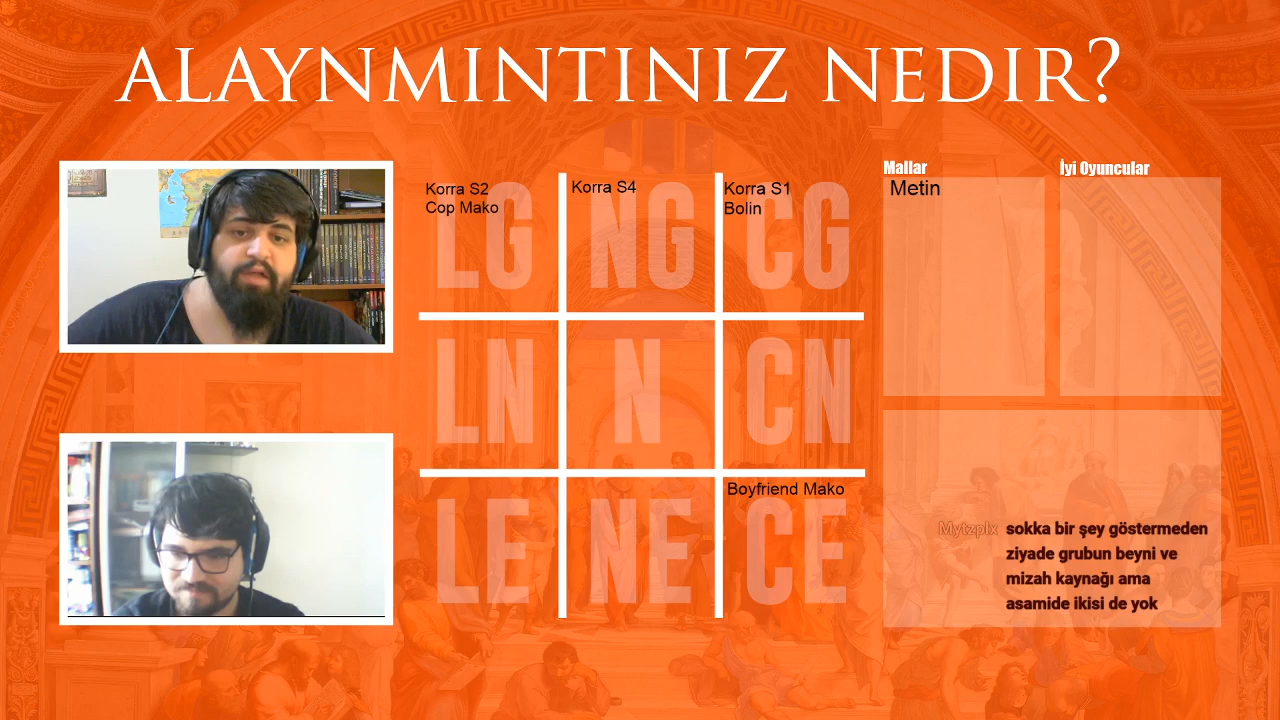 ALAYNMINTINIZ NEDIR?
Mallar
İyi Oyuncular
Metin
Korra S2
Cop Mako
LG
Korra S4
NG
Korra S1
Bolin
CG
LN
N
CN
LE
NE
Boyfriend Mako
CE
Mytzplx sokka bir şey göstermeden
ziyade grubun beyni ve
mizah kaynağı ama
asamide ikisi de yok